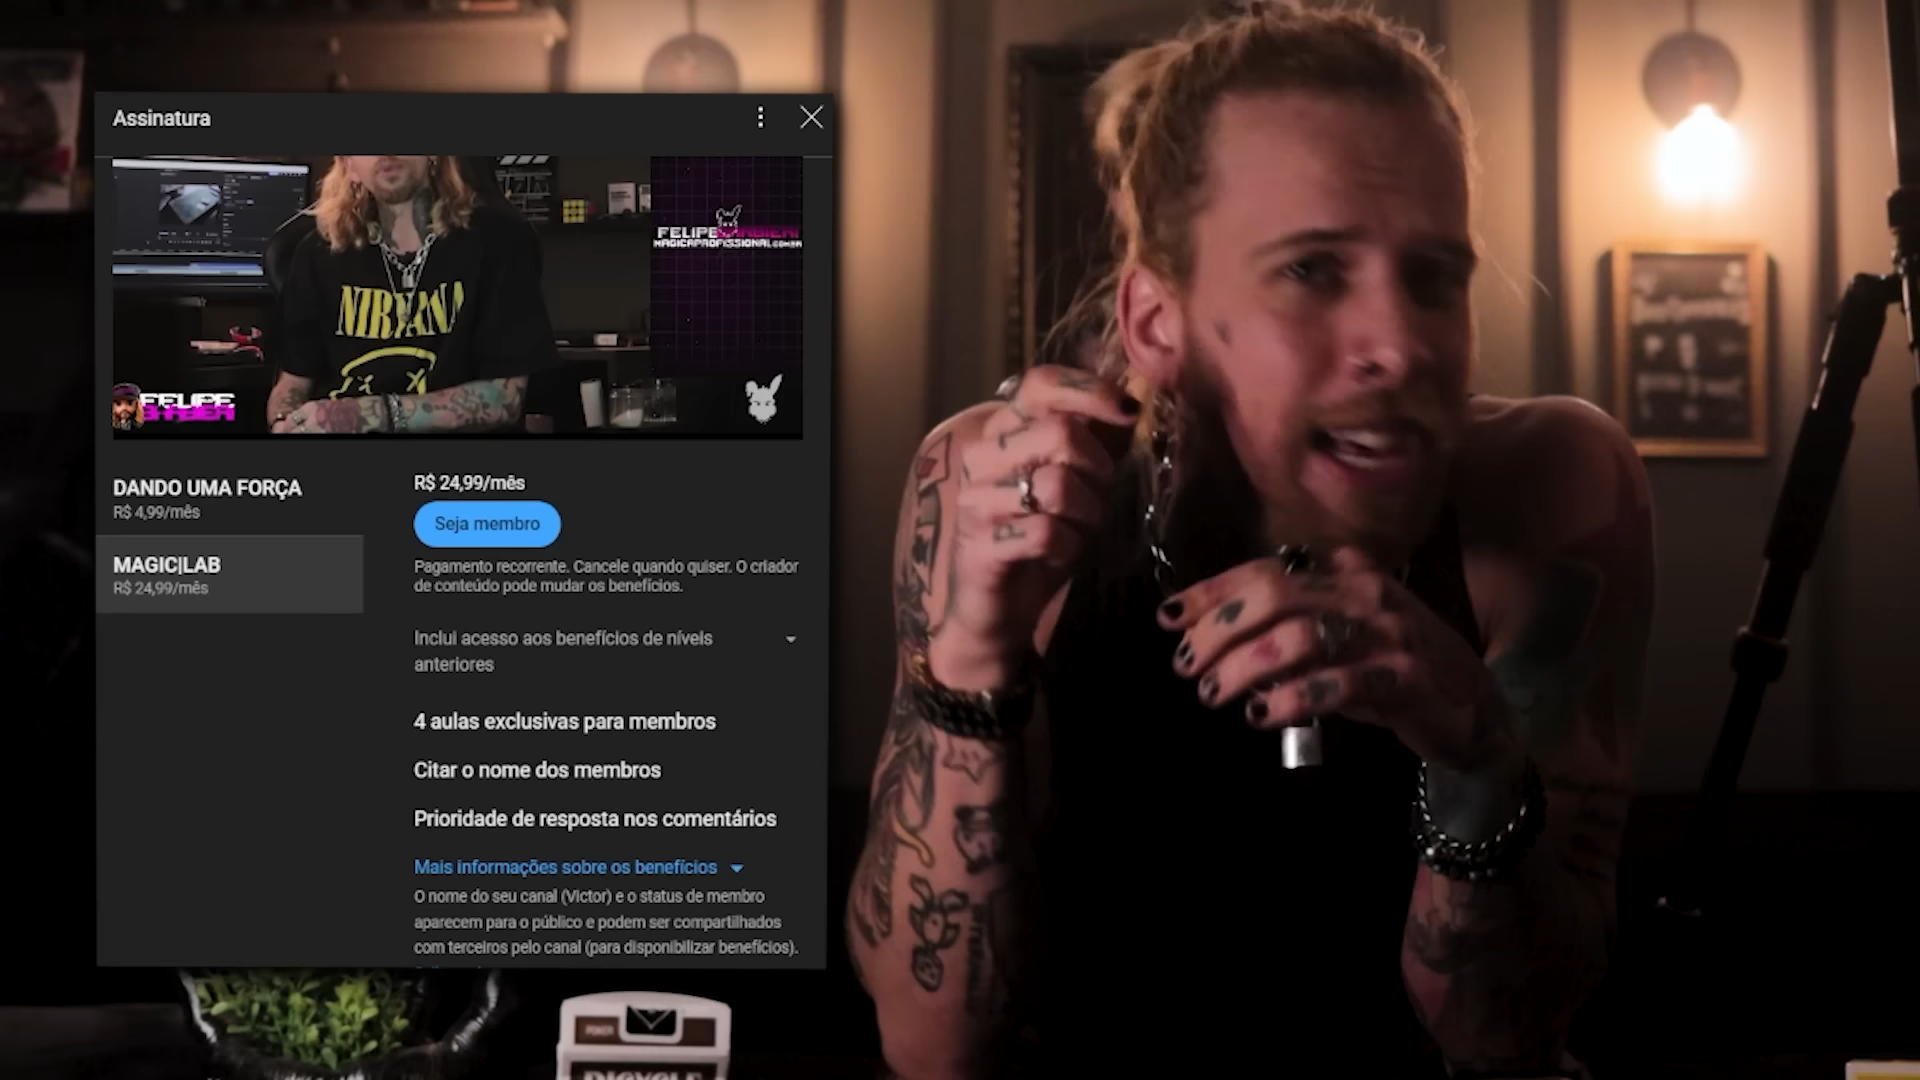 Assinatura
NIRVANA
FELIPE BARBIERI
MAGICAPROFISSIONAL.COM.BR
FELIPE
BARBIERI
DANDO UMA FORÇA
R$ 4,99/mês
MAGIC|LAB
R$ 24,99/mês
R$ 24,99/mês
Seja membro
Pagamento recorrente. Cancele quando quiser. O criador
de conteúdo pode mudar os benefícios.
Inclui acesso aos benefícios de níveis
anteriores
4 aulas exclusivas para membros
Citar o nome dos membros
Prioridade de resposta nos comentários
Mais informações sobre os benefícios
O nome do seu canal (Victor) e o status de membro
aparecem para o público e podem ser compartilhados
com terceiros pelo canal (para disponibilizar benefícios).
POKER
BICYCLE